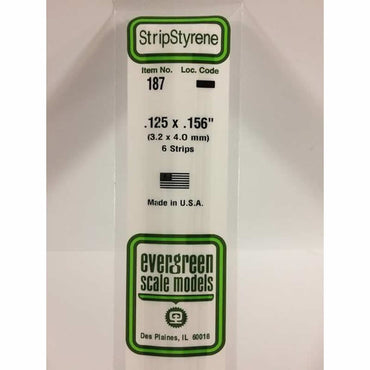 StripStyrene
Item No. Loc. Code
187
.125 x .156"
(3.2 x 4.0 mm)
6 Strips
Made in U.S.A.
evergreen
scale models
Des Plaines, IL 60018